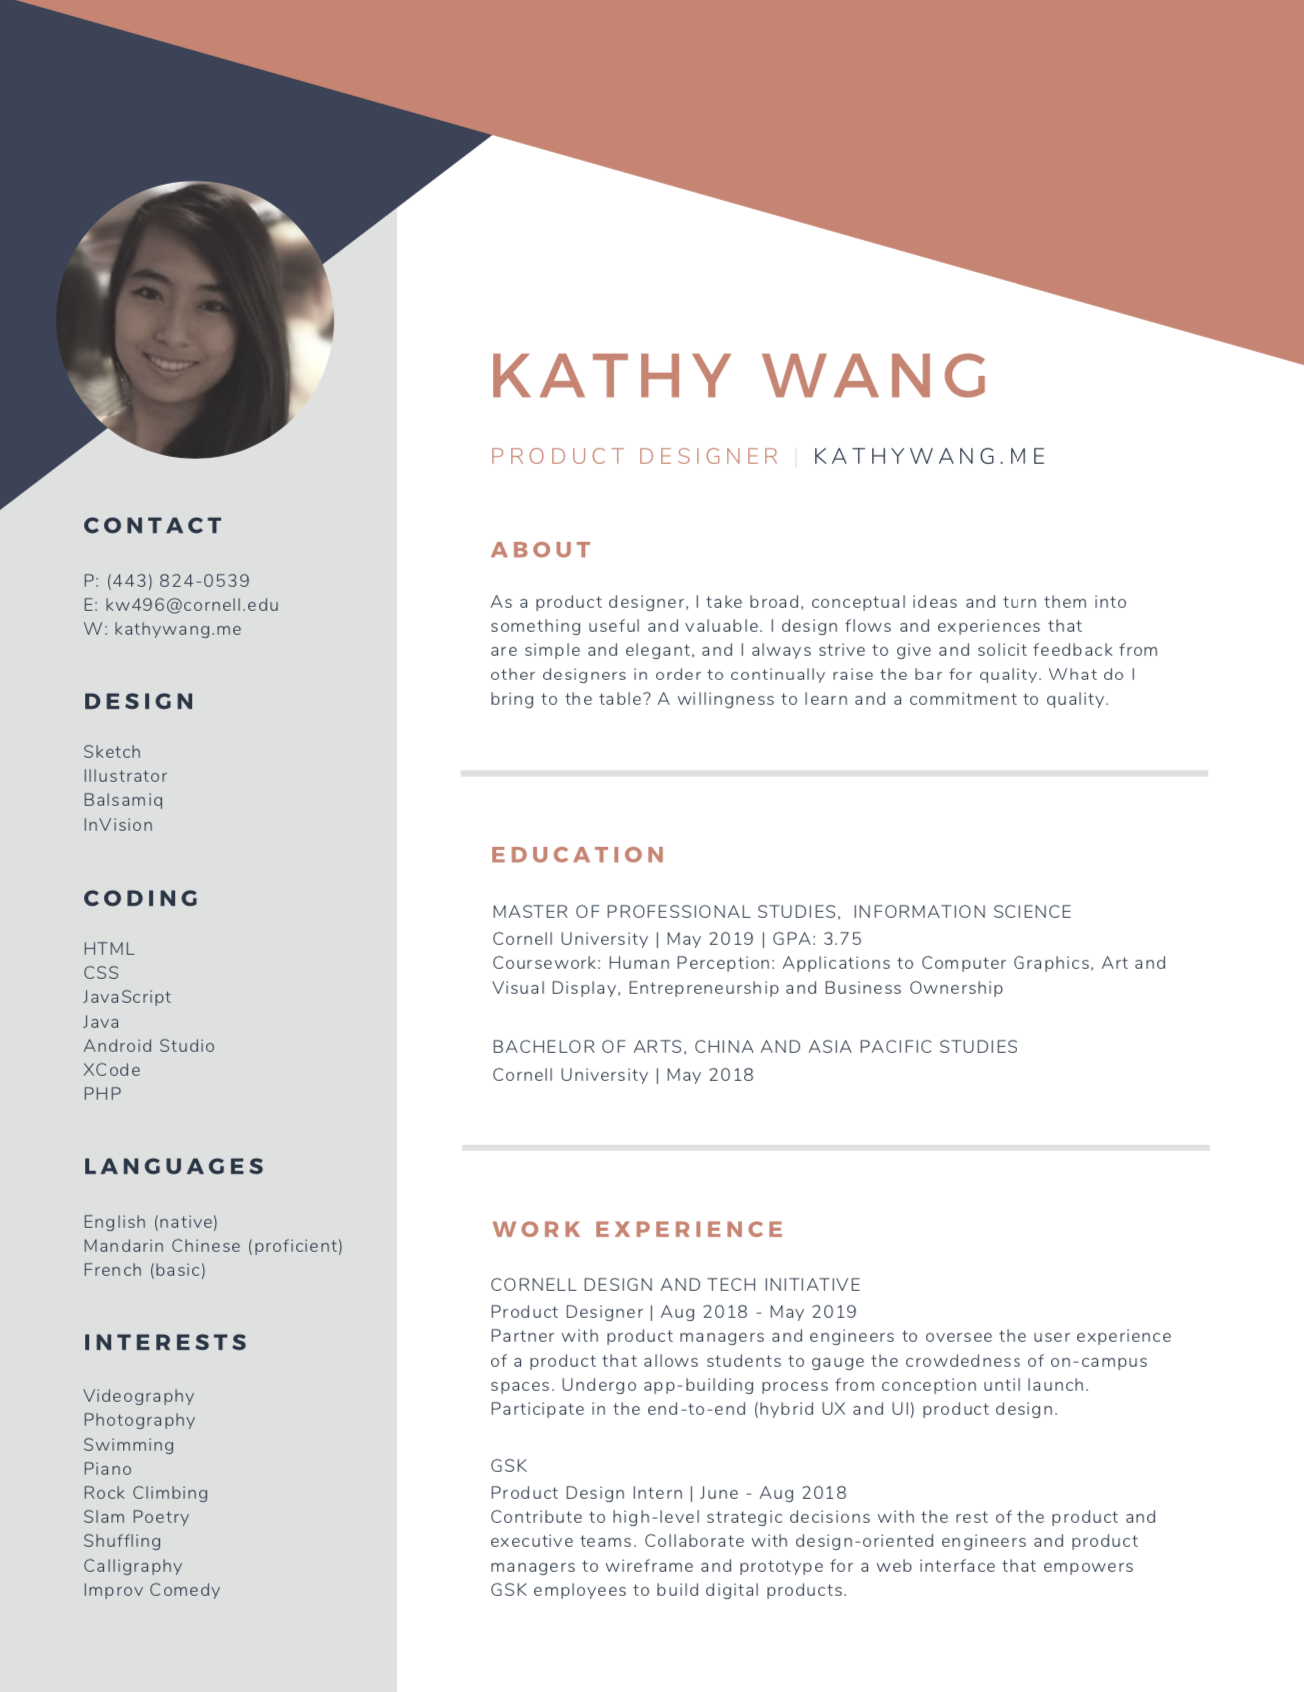 KATHY WANG
PRODUCT DESIGNER | KATHYWANG.ME
CONTACT
P: (443) 824-0539
E: kw496@cornell.edu
W: kathywang.me
DESIGN
Sketch
Illustrator
Balsamiq
InVision
CODING
HTML
CSS
JavaScript
Java
Android Studio
XCode
PHP
LANGUAGES
English (native)
Mandarin Chinese (proficient)
French (basic)
INTERESTS
Videography
Photography
Swimming
Piano
Rock Climbing
Slam Poetry
Shuffling
Calligraphy
Improv Comedy
ABOUT
As a product designer, I take broad, conceptual ideas and turn them into
something useful and valuable. I design flows and experiences that
are simple and elegant, and I always strive to give and solicit feedback from
other designers in order to continually raise the bar for quality. What do I
bring to the table? A willingness to learn and a commitment to quality.
EDUCATION
MASTER OF PROFESSIONAL STUDIES, INFORMATION SCIENCE
Cornell University | May 2019 | GPA: 3.75
Coursework: Human Perception: Applications to Computer Graphics, Art and
Visual Display, Entrepreneurship and Business Ownership
BACHELOR OF ARTS, CHINA AND ASIA PACIFIC STUDIES
Cornell University | May 2018
WORK EXPERIENCE
CORNELL DESIGN AND TECH INITIATIVE
Product Designer | Aug 2018 - May 2019
Partner with product managers and engineers to oversee the user experience
of a product that allows students to gauge the crowdedness of on-campus
spaces. Undergo app-building process from conception until launch.
Participate in the end-to-end (hybrid UX and UI) product design.
GSK
Product Design Intern | June - Aug 2018
Contribute to high-level strategic decisions with the rest of the product and
executive teams. Collaborate with design-oriented engineers and product
managers to wireframe and prototype for a web interface that empowers
GSK employees to build digital products.